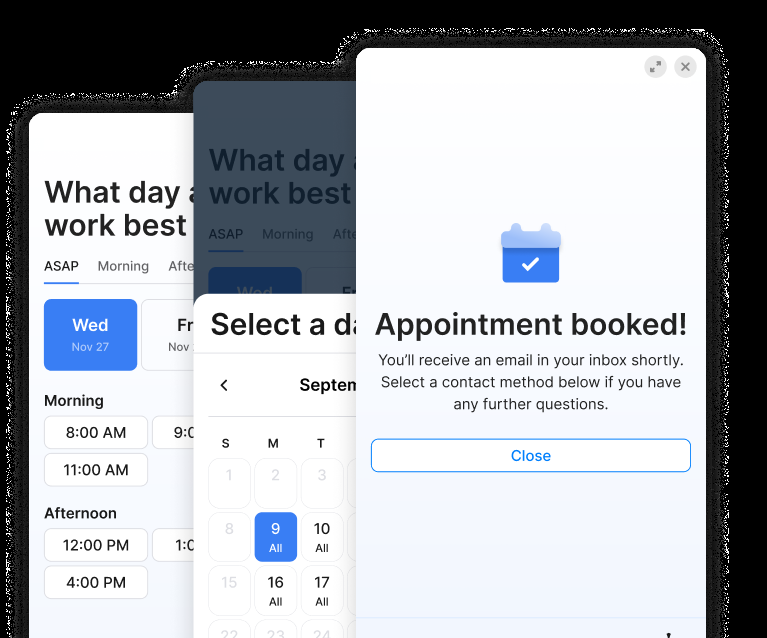 What day a
work best
ASAP Morning Afte
Wed
Nov 27
Fr
Nov
Morning
8:00 AM
9:0
11:00 AM
Afternoon
12:00 PM
1:0
4:00 PM
What day
work best
ASAP Morning Afte
Wed
Fr
Select a da
Septem
S M T
1 2 3
8 9 10
All All
15 16 17
All All
22 23 24
Appointment booked!
You’ll receive an email in your inbox shortly.
Select a contact method below if you have
any further questions.
Close